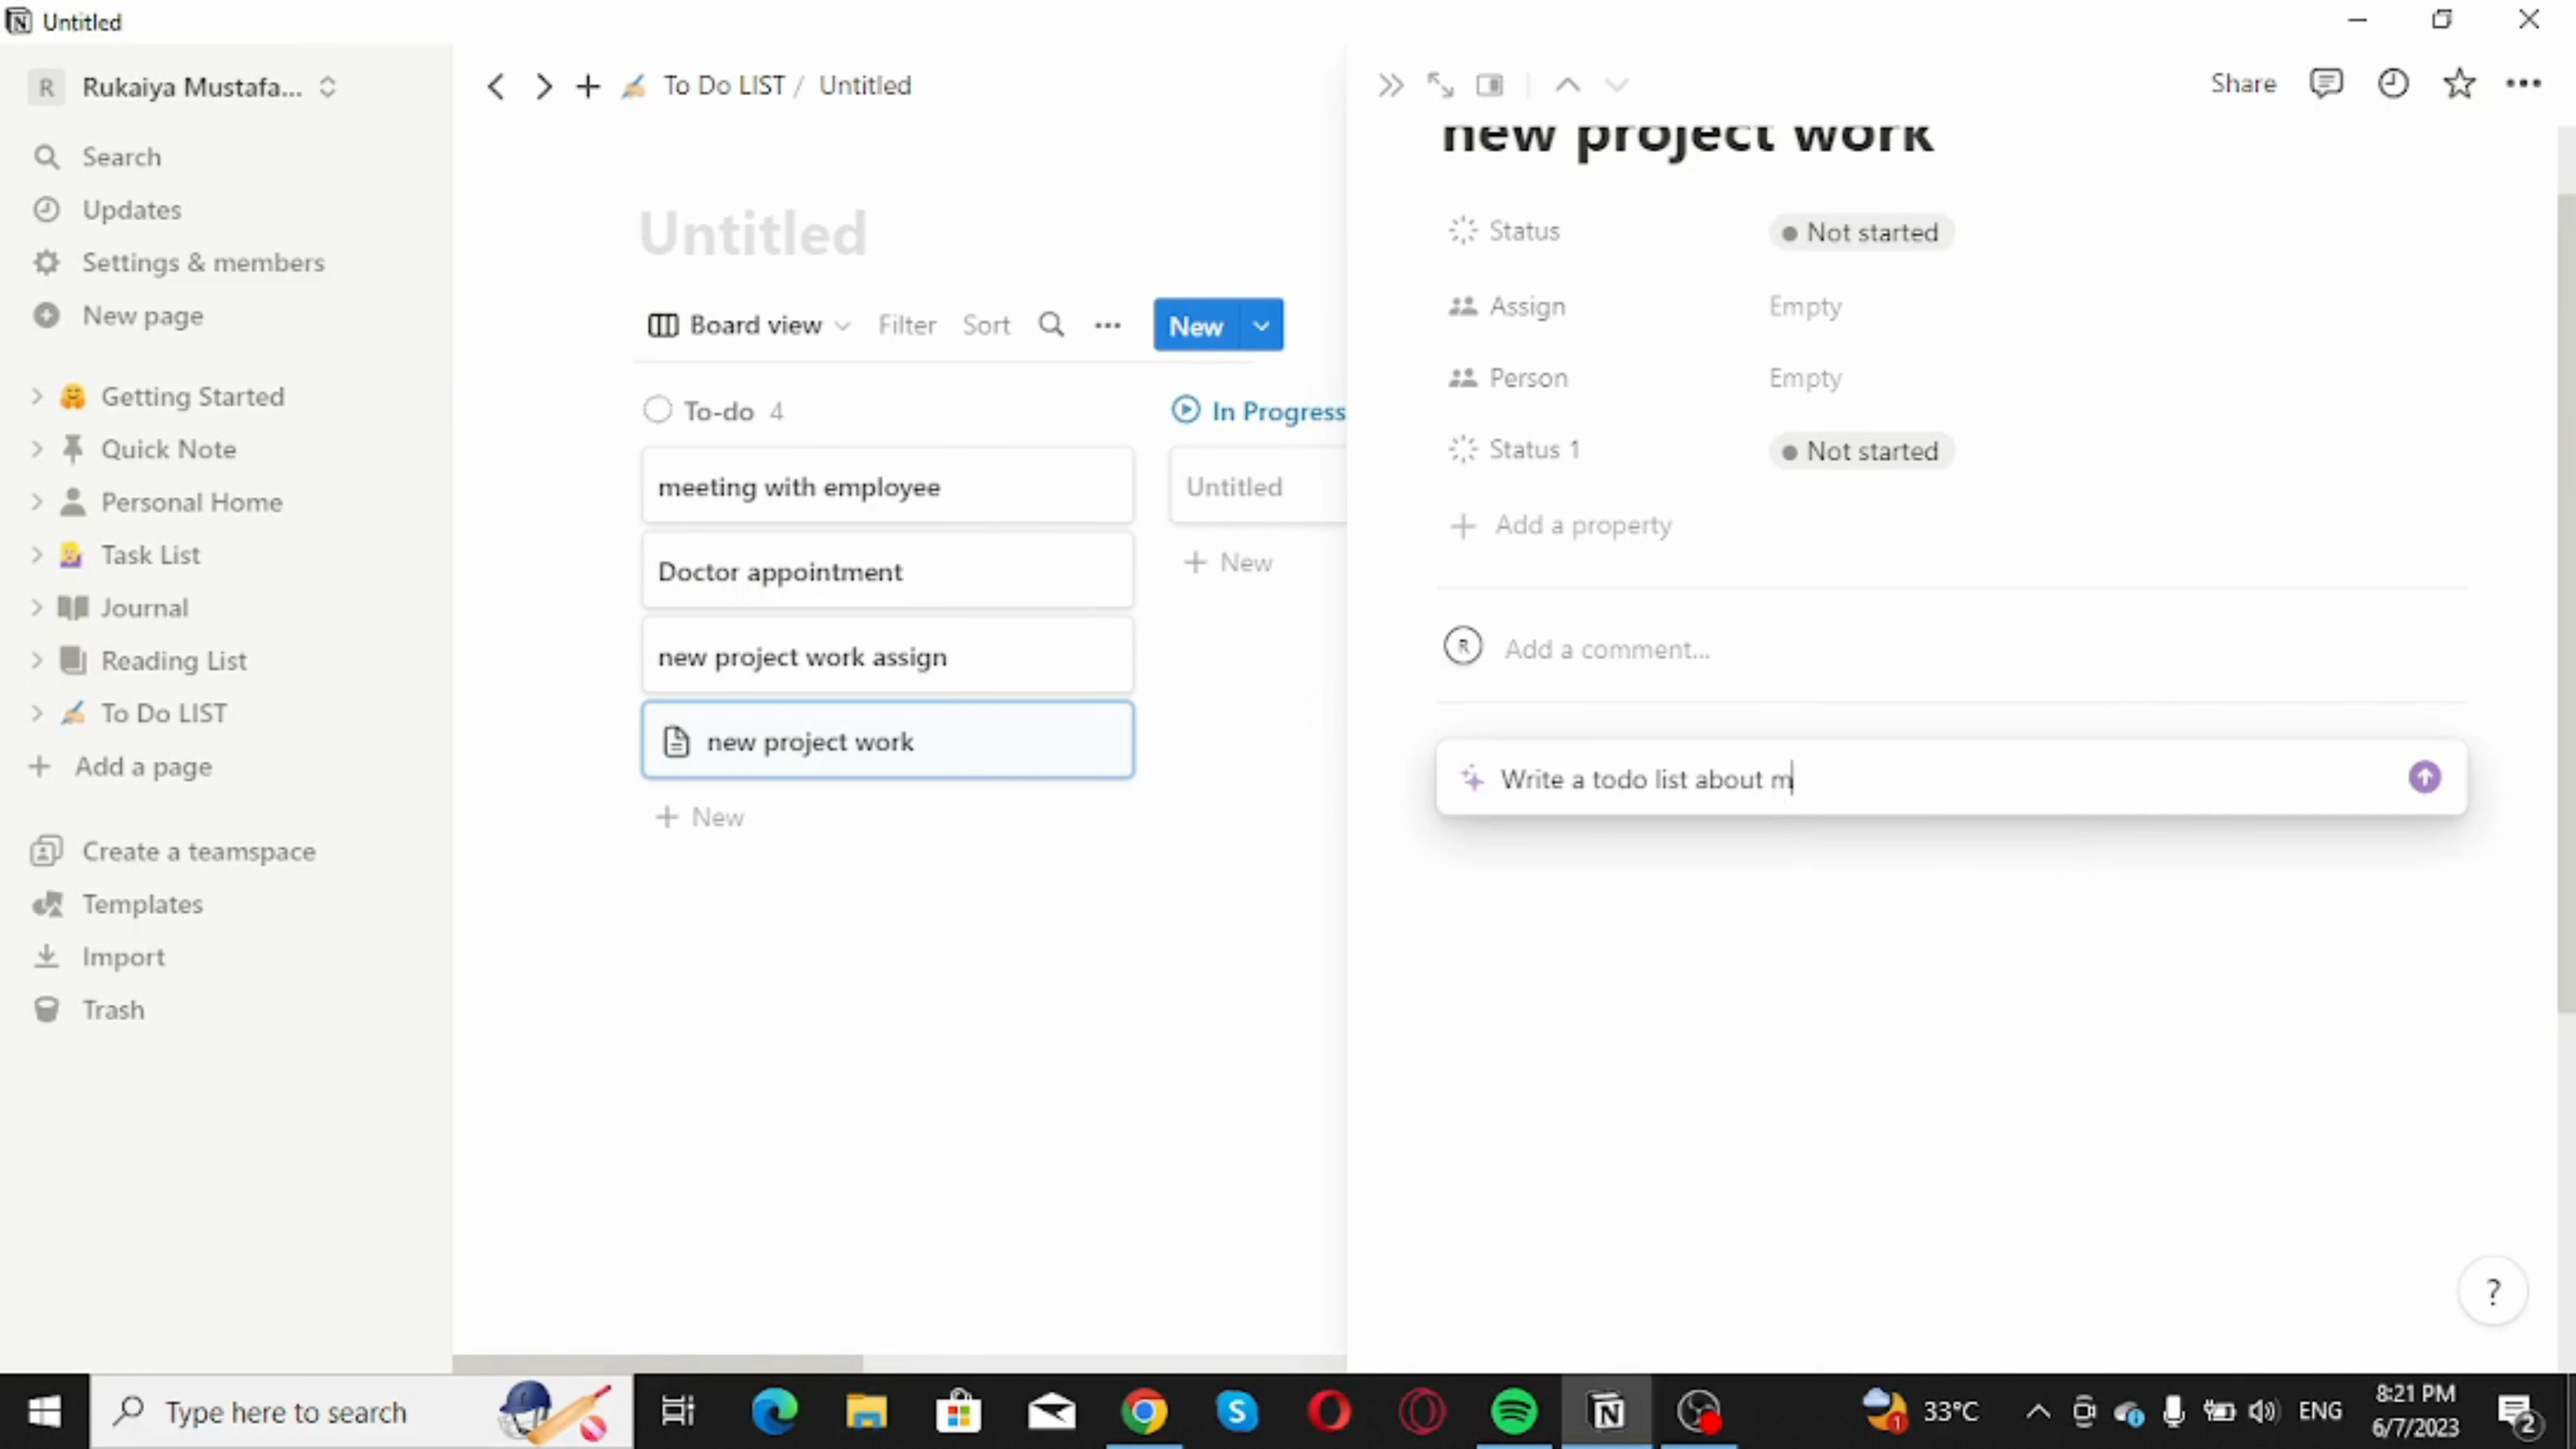 Untitled
R Rukaiya Mustafa...
Search
Updates
Settings & members
New page
Getting Started
Quick Note
Personal Home
Task List
Journal
Reading List
To Do LIST
Add a page
Create a teamspace
Templates
Import
Trash
To Do LIST / Untitled
Untitled
Board view Filter Sort New
To-do 4
meeting with employee
Doctor appointment
new project work assign
new project work
+ New
In Progress
Untitled
+ New
Share
new project work
Status Not started
Assign Empty
Person Empty
Status 1 Not started
+ Add a property
R Add a comment...
Write a todo list about m
?
Type here to search
33°C
ENG
8:21 PM
6/7/2023
2